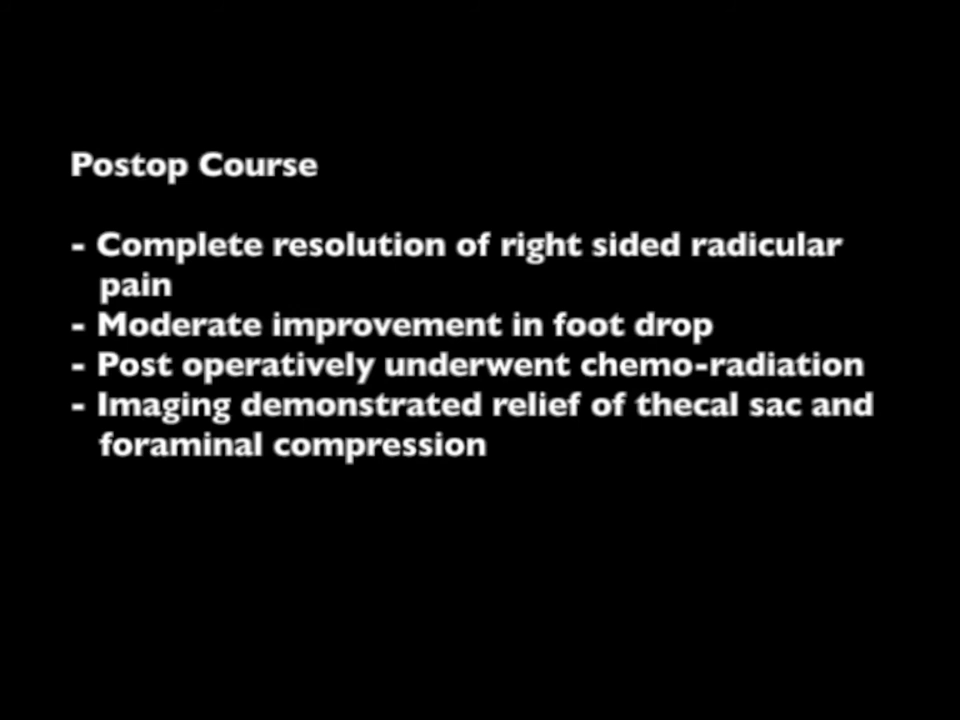 Postop Course
- Complete resolution of right sided radicular
pain
- Moderate improvement in foot drop
- Post operatively underwent chemo-radiation
- Imaging demonstrated relief of thecal sac and
foraminal compression